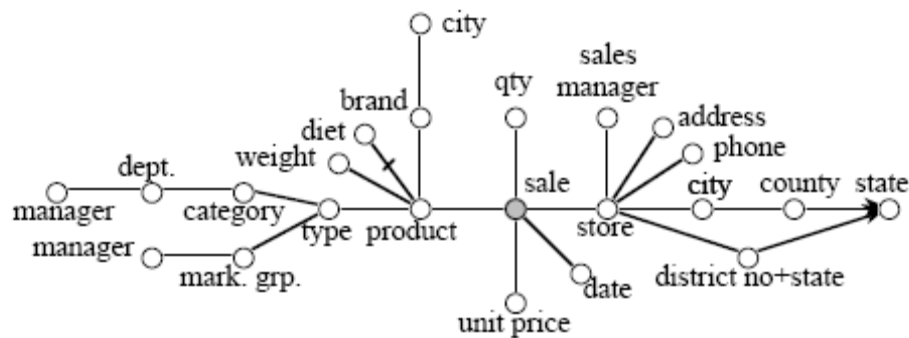 city
sales
manager
qty
brand
diet
address
weight
phone
dept.
sale
city
county
state
manager
category
type
product
store
manager
mark. grp.
date
district no+state
unit price